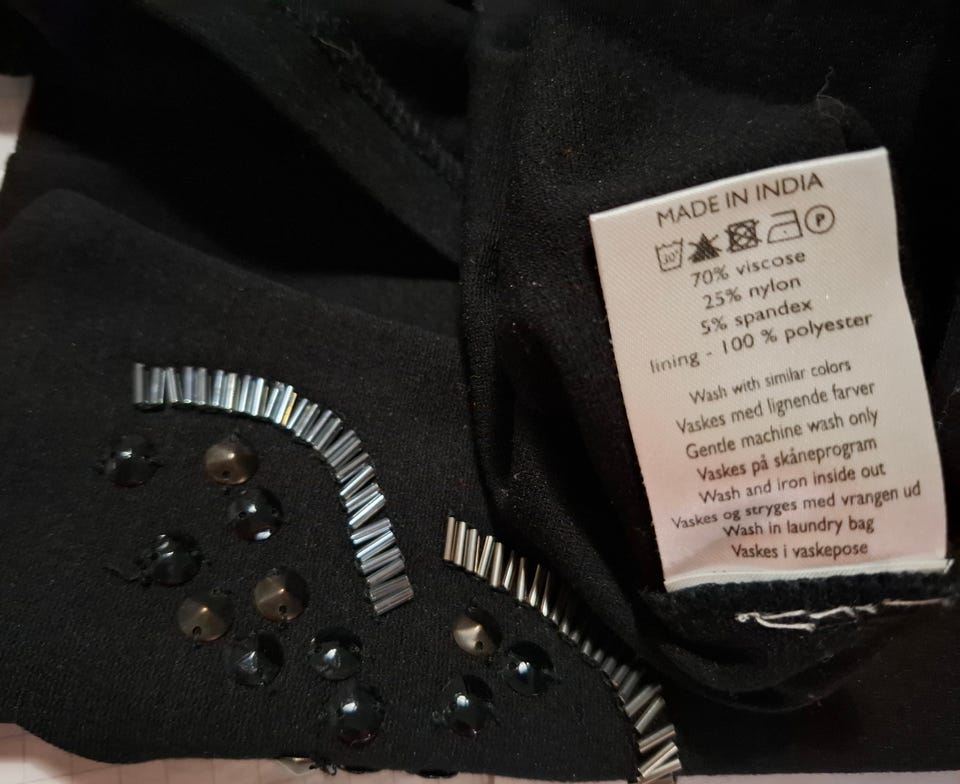 MADE IN INDIA
30° P
70% viscose
25% nylon
5% spandex
lining - 100 % polyester
Wash with similar colors
Vaskes med lignende farver
Gentle machine wash only
Vaskes på skåneprogram
Wash and iron inside out
Vaskes og stryges med vrangen ud
Wash in laundry bag
Vaskes i vaskepose